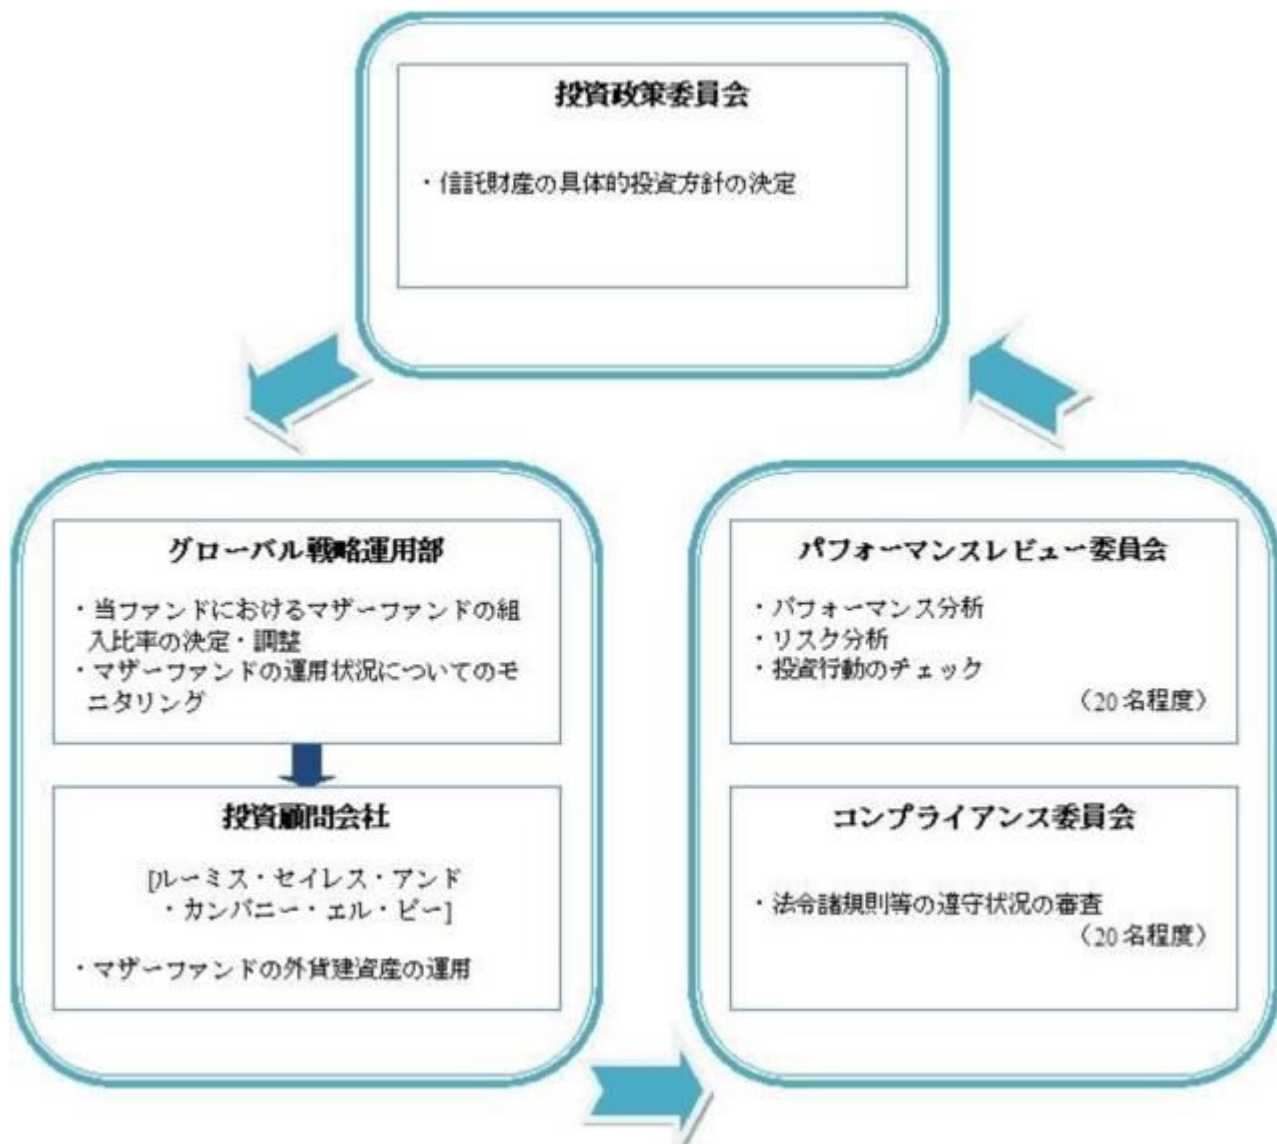 投資政策委員会
・信託財産の具体的投資方針の決定
グローバル戦略運用部
・当ファンドにおけるマザーファンドの組
入比率の決定・調整
・マザーファンドの運用状況についてのモ
ニタリング
投資顧問会社
[ルーミス・セイレス・アンド
・カンパニー・エル・ピー]
・マザーファンドの外貨建資産の運用
パフォーマンスレビュー委員会
・パフォーマンス分析
・リスク分析
・投資行動のチェック
（20名程度）
コンプライアンス委員会
・法令諸規則等の遵守状況の審査
（20名程度）